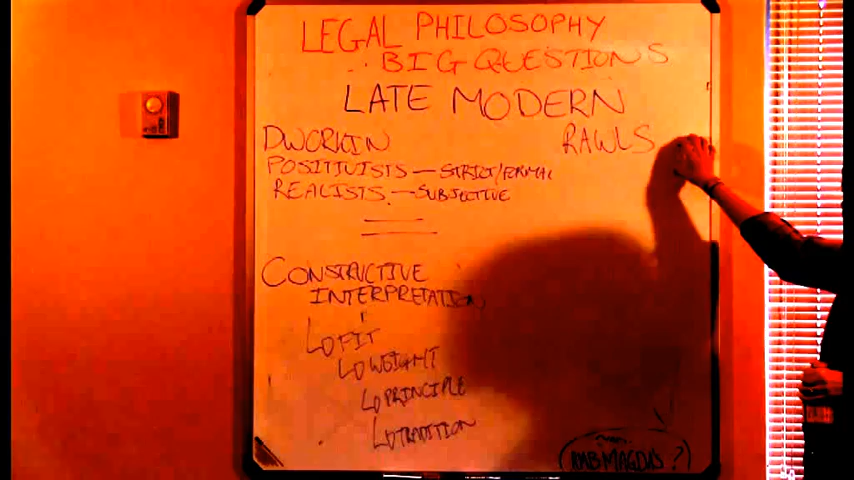 LEGAL PHILOSOPHY
BIG QUESTIONS
LATE MODERN
DWORKIN
RAWLS
POSITIVISTS — STRICT/FORMAL
REALISTS — SUBJECTIVE
CONSTRUCTIVE
INTERPRETATION
FIT
WEIGHT
PRINCIPLE
TRADITION